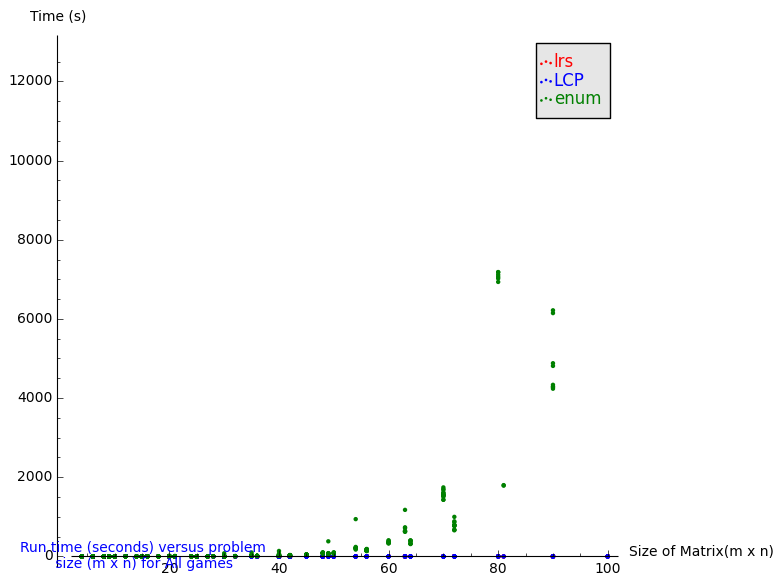 Time (s)
lrs
LCP
enum
12000
10000
8000
6000
4000
2000
0
20
40
60
80
100
Size of Matrix(m x n)
Run time (seconds) versus problem
size (m x n) for All games